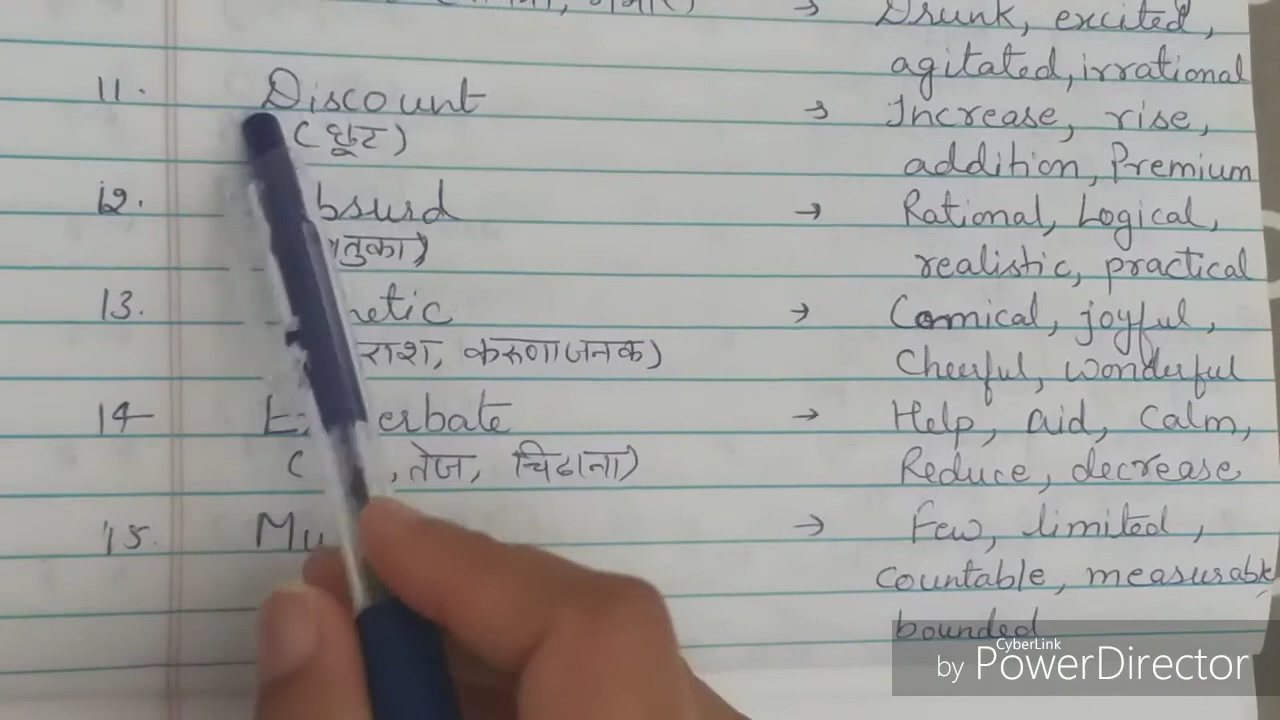 → Drunk, excited,
agitated, irrational
11. Discount → Increase, rise,
(छूट) addition, Premium
12. bsurd → Rational, Logical,
तुका) realistic, practical
13. hetic → Comical, joyful,
राश, करुणाजनक) Cheerful, wonderful
14 erbate → Help, aid, Calm,
( , तेज, चिढाना) Reduce, decrease,
15. Mu → Few, limited,
Countable, measurable
bounded
CyberLink
by PowerDirector